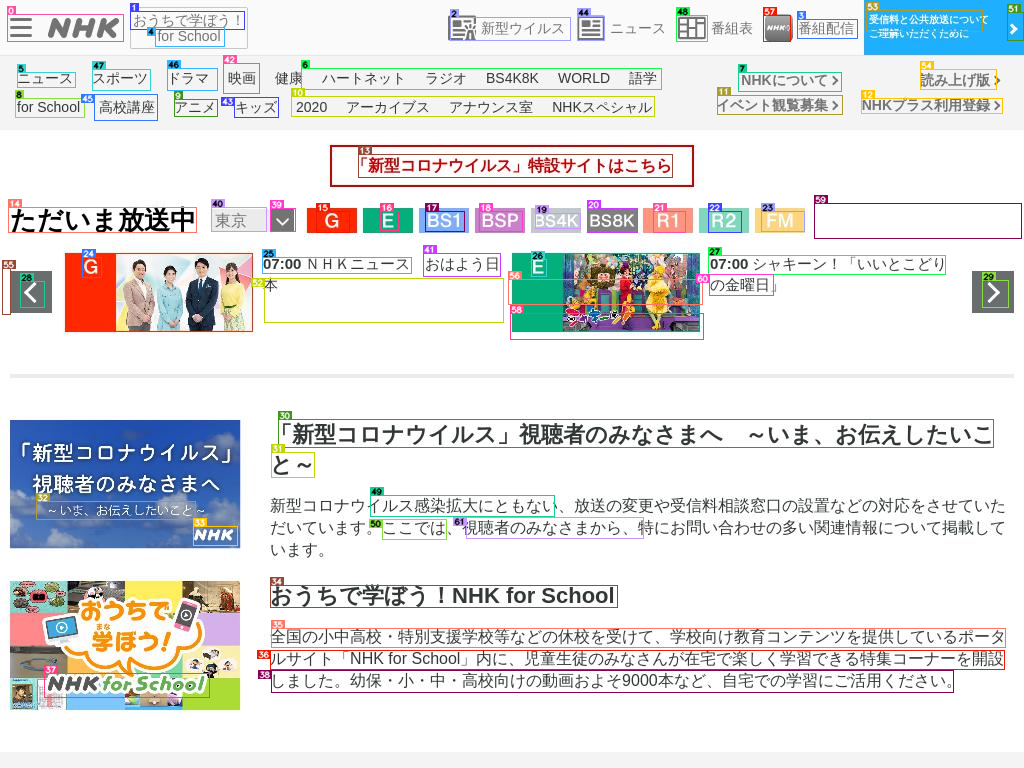 NHK
おうちで学ぼう！
for School
新型ウイルス
ニュース
番組表
番組配信
受信料と公共放送について
ご理解いただくために
ニュース スポーツ ドラマ 映画 健康 ハートネット ラジオ BS4K8K WORLD 語学
NHKについて
読み上げ版
for School 高校講座 アニメ キッズ 2020 アーカイブス アナウンス室 NHKスペシャル
イベント観覧募集
NHKプラス利用登録
「新型コロナウイルス」特設サイトはこちら
ただいま放送中
東京
G E BS1 BSP BS4K BS8K R1 R2 FM
G
07:00 ＮＨＫニュース おはよう日本
E
シャキーン
07:00 シャキーン！「いいとこどりの金曜日」
「新型コロナウイルス」
視聴者のみなさまへ
～いま、お伝えしたいこと～
NHK
「新型コロナウイルス」視聴者のみなさまへ　～いま、お伝えしたいこ
と～
新型コロナウイルス感染拡大にともない、放送の変更や受信料相談窓口の設置などの対応をさせていた
だいています。ここでは、視聴者のみなさまから、特にお問い合わせの多い関連情報について掲載して
います。
おうちで
まな
学ぼう！
NHK for School
おうちで学ぼう！NHK for School
全国の小中高校・特別支援学校等などの休校を受けて、学校向け教育コンテンツを提供しているポータ
ルサイト「NHK for School」内に、児童生徒のみなさんが在宅で楽しく学習できる特集コーナーを開設
しました。幼保・小・中・高校向けの動画およそ9000本など、自宅での学習にご活用ください。